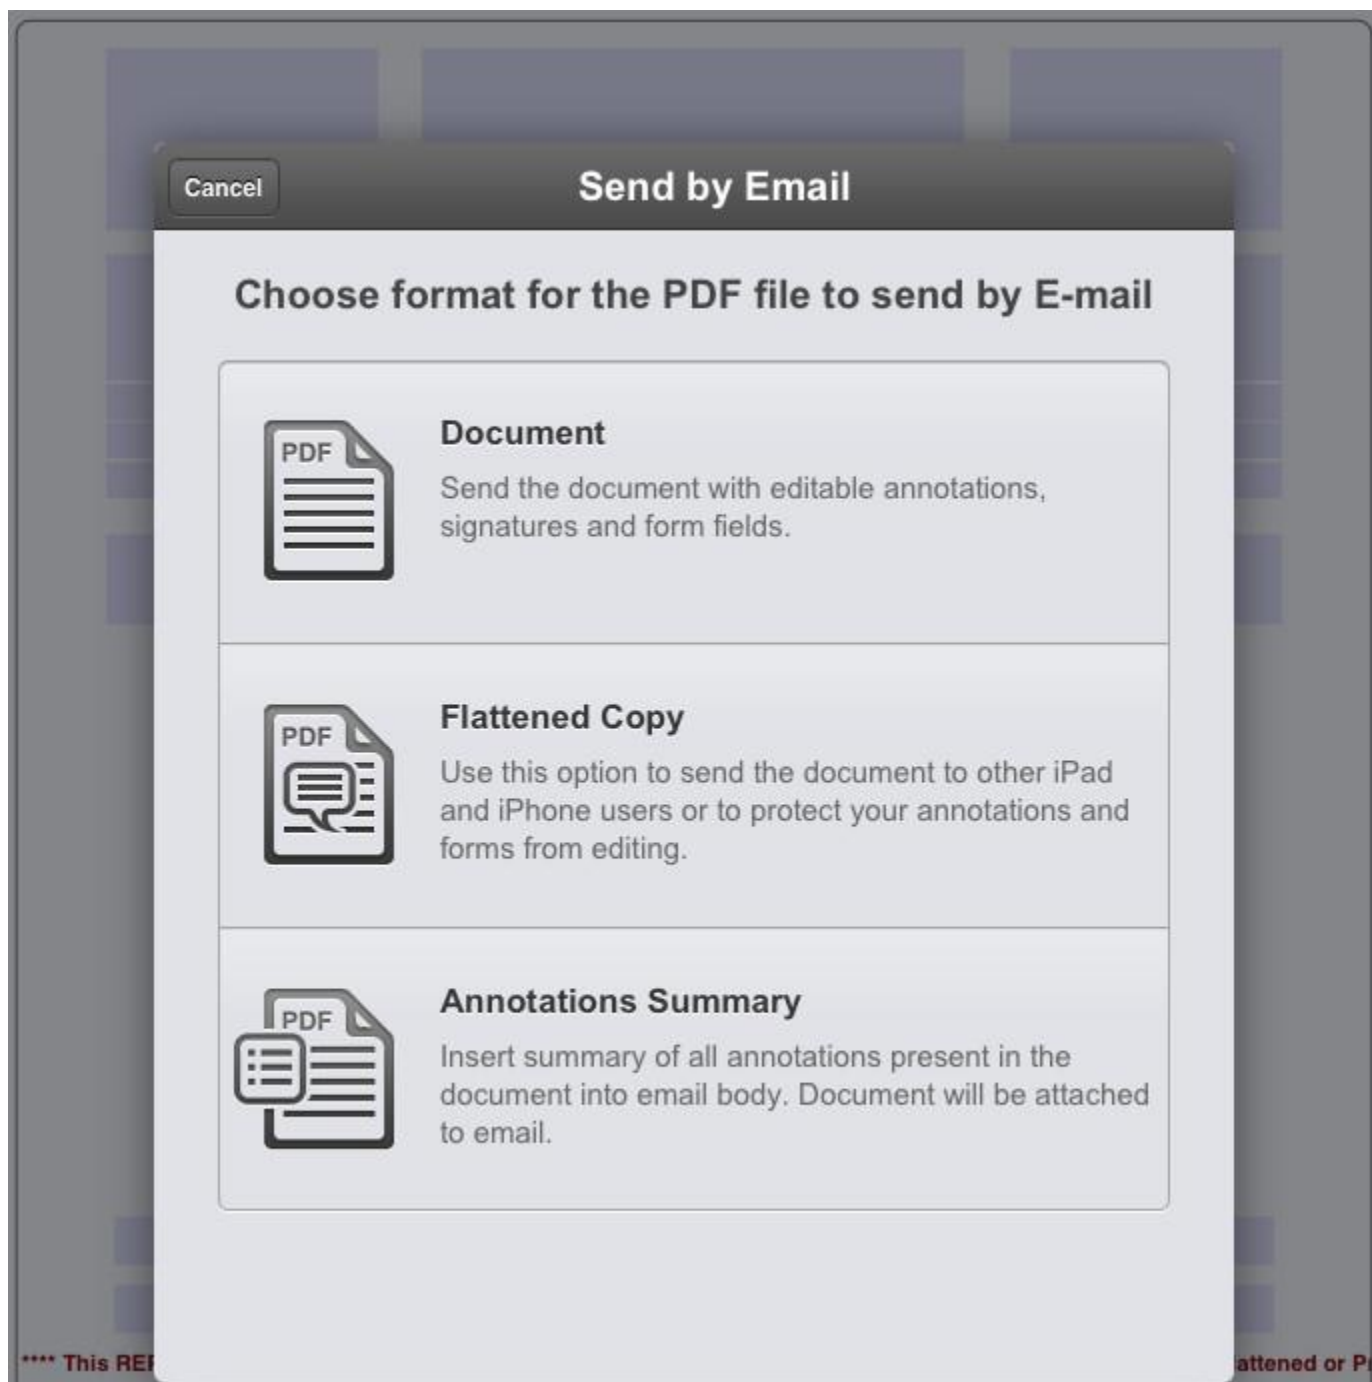 Cancel
Send by Email
Choose format for the PDF file to send by E-mail
PDF
Document
Send the document with editable annotations,
signatures and form fields.
PDF
Flattened Copy
Use this option to send the document to other iPad
and iPhone users or to protect your annotations and
forms from editing.
PDF
Annotations Summary
Insert summary of all annotations present in the
document into email body. Document will be attached
to email.
**** This
or